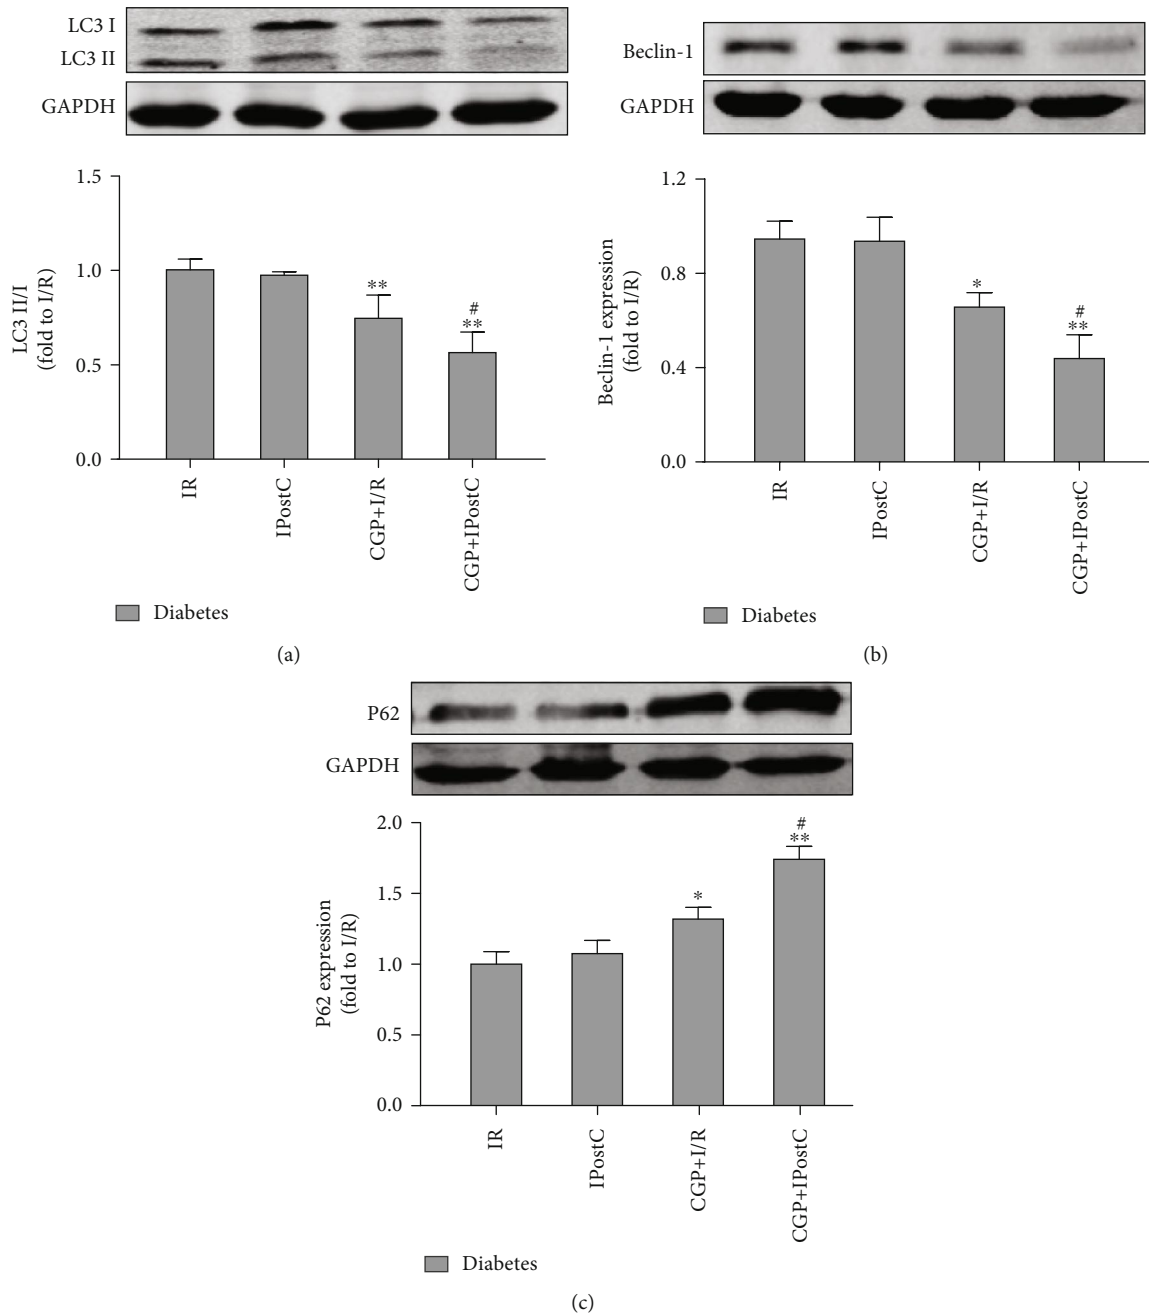 LC3 I
LC3 II
GAPDH
1.5
1.0
0.5
0.0
LC3 II/I
(fold to I/R)
**
#
**
IR
IPostC
CGP+I/R
CGP+IPostC
Diabetes
(a)
Beclin-1
GAPDH
1.2
0.8
0.4
0.0
Beclin-1 expression
(fold to I/R)
*
#
**
IR
IPostC
CGP+I/R
CGP+IPostC
Diabetes
(b)
P62
GAPDH
2.0
1.5
1.0
0.5
0.0
P62 expression
(fold to I/R)
*
#
**
IR
IPostC
CGP+I/R
CGP+IPostC
Diabetes
(c)